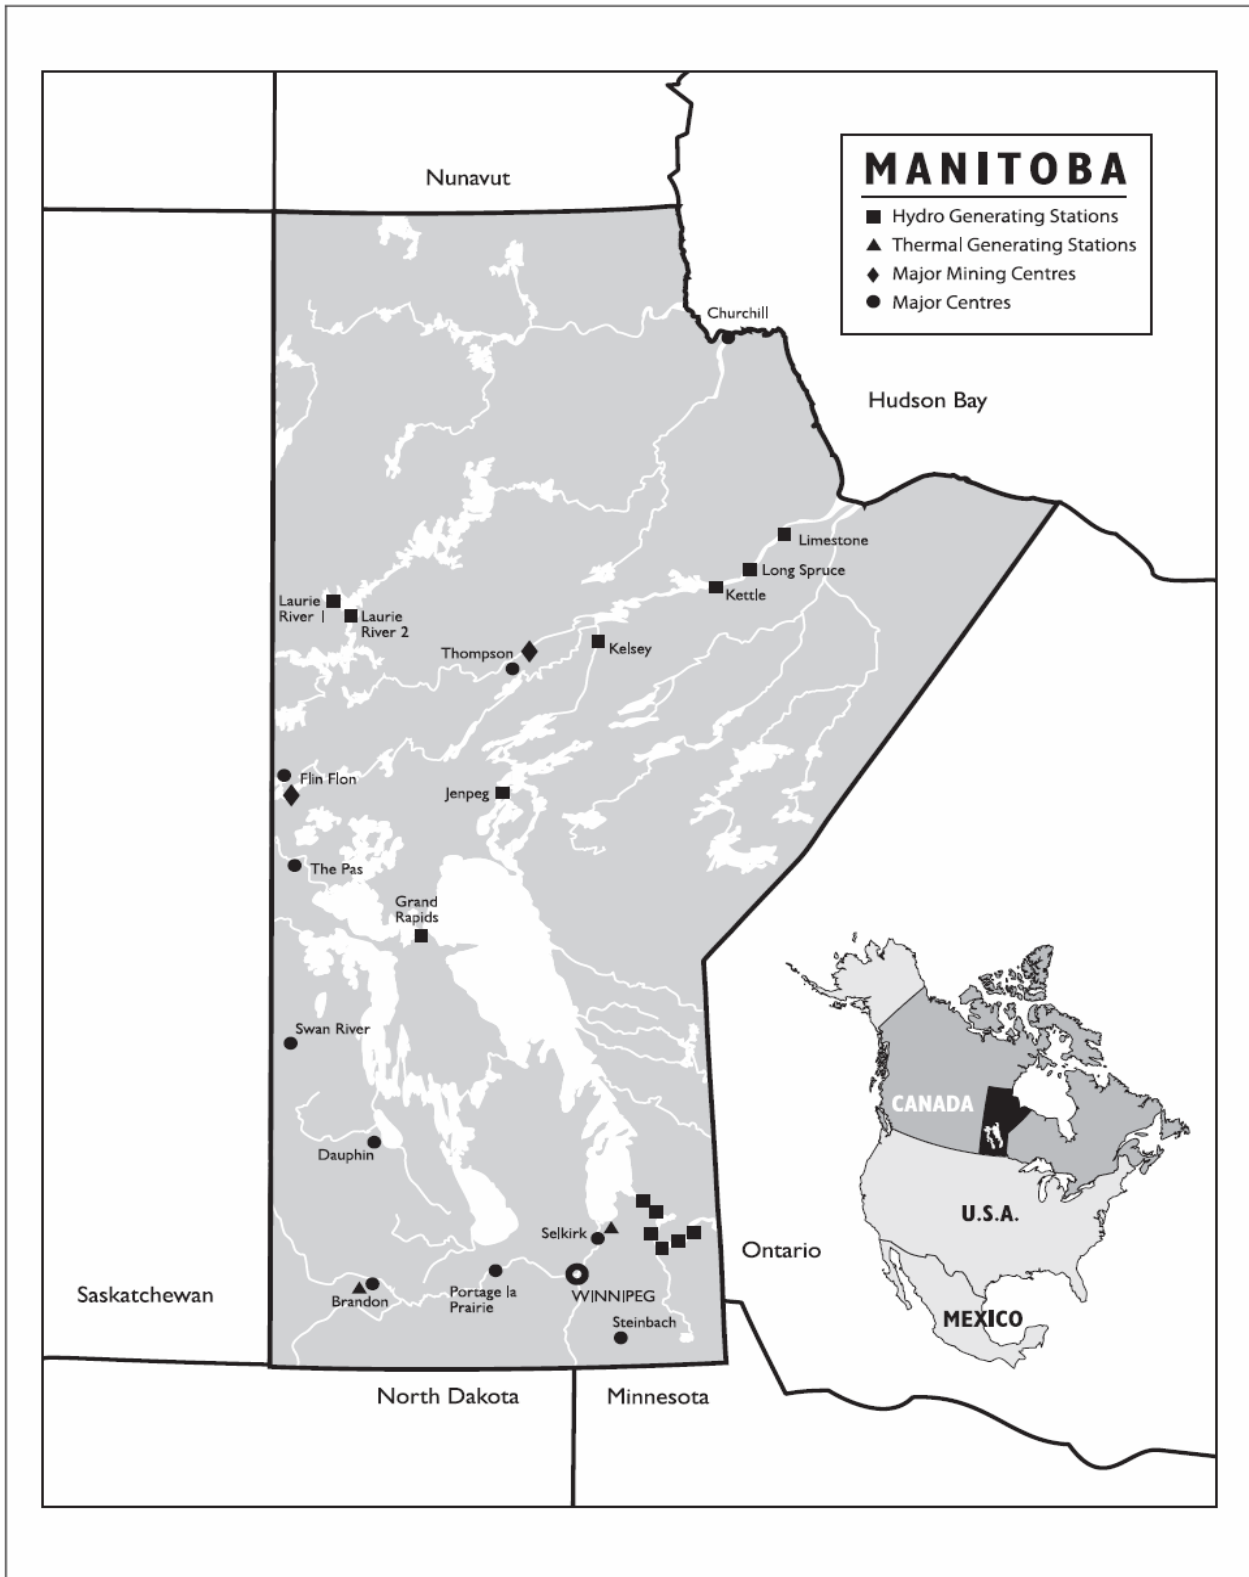 Nunavut
MANITOBA
Hydro Generating Stations
Thermal Generating Stations
Major Mining Centres
Major Centres
Churchill
Hudson Bay
Limestone
Long Spruce
Kettle
Laurie
River 1
Laurie
River 2
Thompson
Kelsey
Flin Flon
Jenpeg
The Pas
Grand
Rapids
Swan River
CANADA
Dauphin
U.S.A.
Selkirk
Ontario
Saskatchewan
Brandon
Portage la
Prairie
WINNIPEG
Steinbach
MEXICO
North Dakota
Minnesota